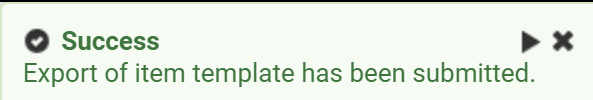 Success
Export of item template has been submitted.